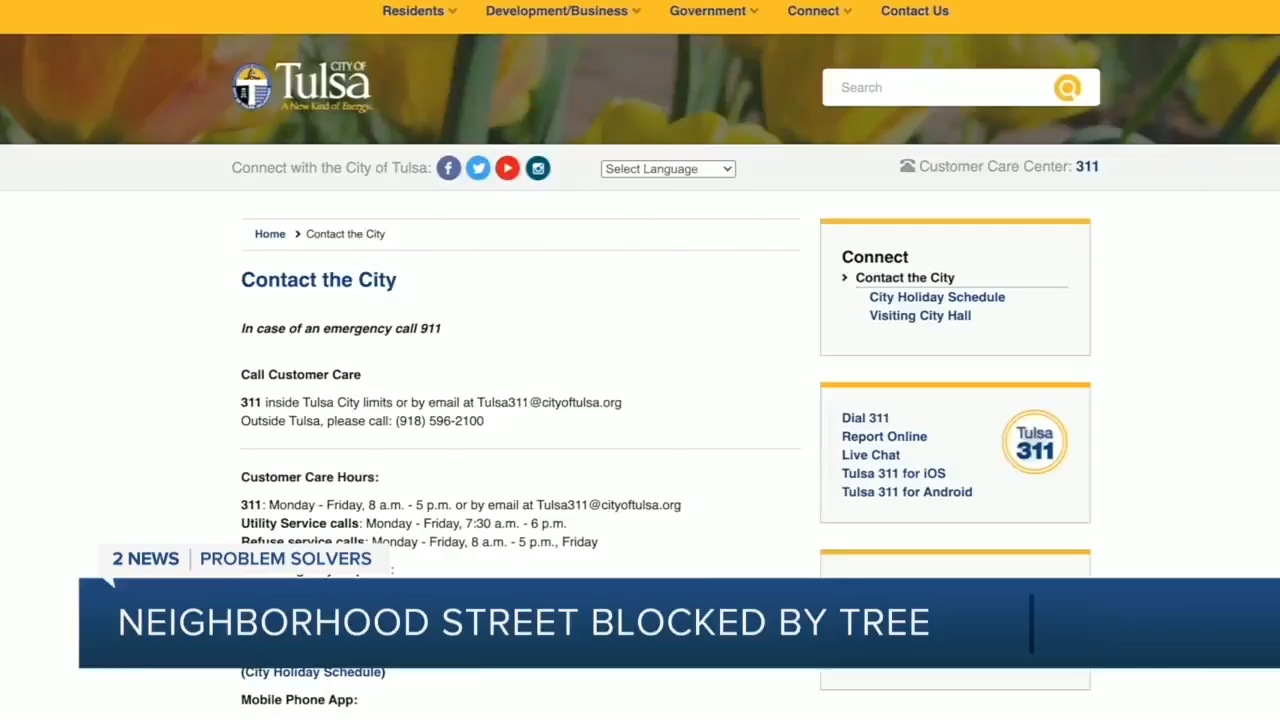 Residents Development/Business Government Connect Contact Us
CITY OF
Tulsa
A New Kind of Energy.
Search
Connect with the City of Tulsa: Select Language Customer Care Center: 311
Home > Contact the City
Contact the City
In case of an emergency call 911
Call Customer Care
311 inside Tulsa City limits or by email at Tulsa311@cityoftulsa.org
Outside Tulsa, please call: (918) 596-2100
Customer Care Hours:
311: Monday - Friday, 8 a.m. - 5 p.m. or by email at Tulsa311@cityoftulsa.org
Utility Service calls: Monday - Friday, 7:30 a.m. - 6 p.m.
Refuse service calls: Monday - Friday, 8 a.m. - 5 p.m., Friday
(City Holiday Schedule)
Mobile Phone App:
Connect
> Contact the City
City Holiday Schedule
Visiting City Hall
Dial 311
Report Online
Live Chat
Tulsa 311 for iOS
Tulsa 311 for Android
Tulsa
311
2 NEWS | PROBLEM SOLVERS
NEIGHBORHOOD STREET BLOCKED BY TREE